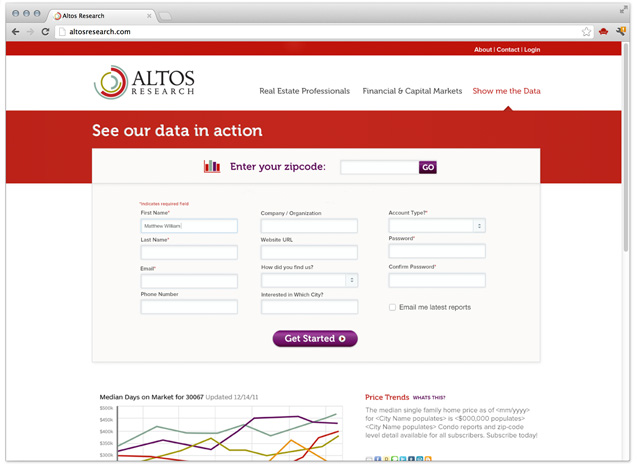 Altos Research
altosresearch.com
About | Contact | Login
ALTOS
RESEARCH
Real Estate Professionals Financial & Capital Markets Show me the Data
See our data in action
Enter your zipcode: GO
*Indicates required field
First Name* Company / Organization Account Type?*
Matthew William
Last Name* Website URL Password*
Email* How did you find us? Confirm Password*
Phone Number Interested in Which City?
Email me latest reports
Get Started
Median Days on Market for 30067 Updated 12/14/11
Price Trends WHAT'S THIS?
The median single family home price as of <mm/yyyy>
for <City Name populates> is <$000,000 populates>
<City Name populates> Condo reports and zip-code
level detail available for all subscribers. Subscribe today!
$500k
$400k
$400k
$350k
$300k